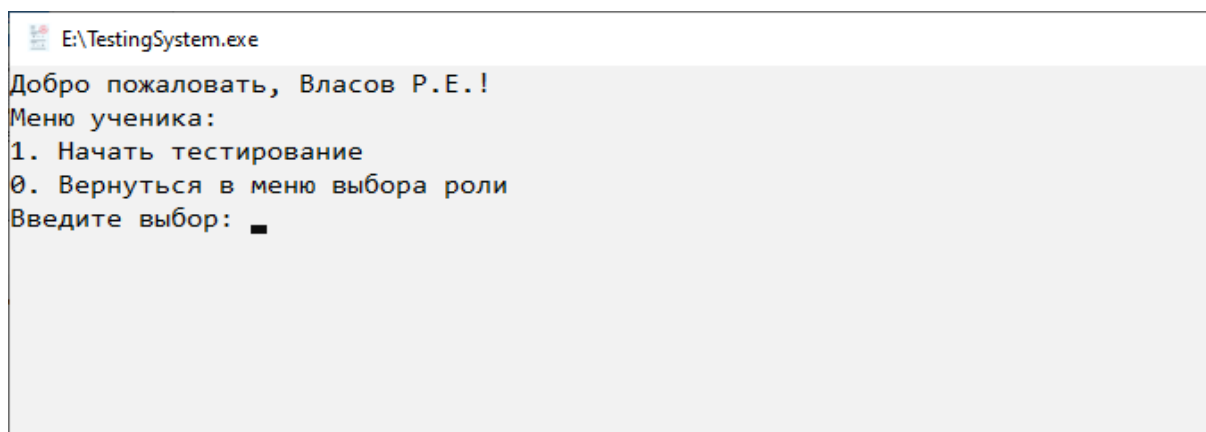 E:\TestingSystem.exe
Добро пожаловать, Власов Р.Е.!
Меню ученика:
1. Начать тестирование
0. Вернуться в меню выбора роли
Введите выбор: